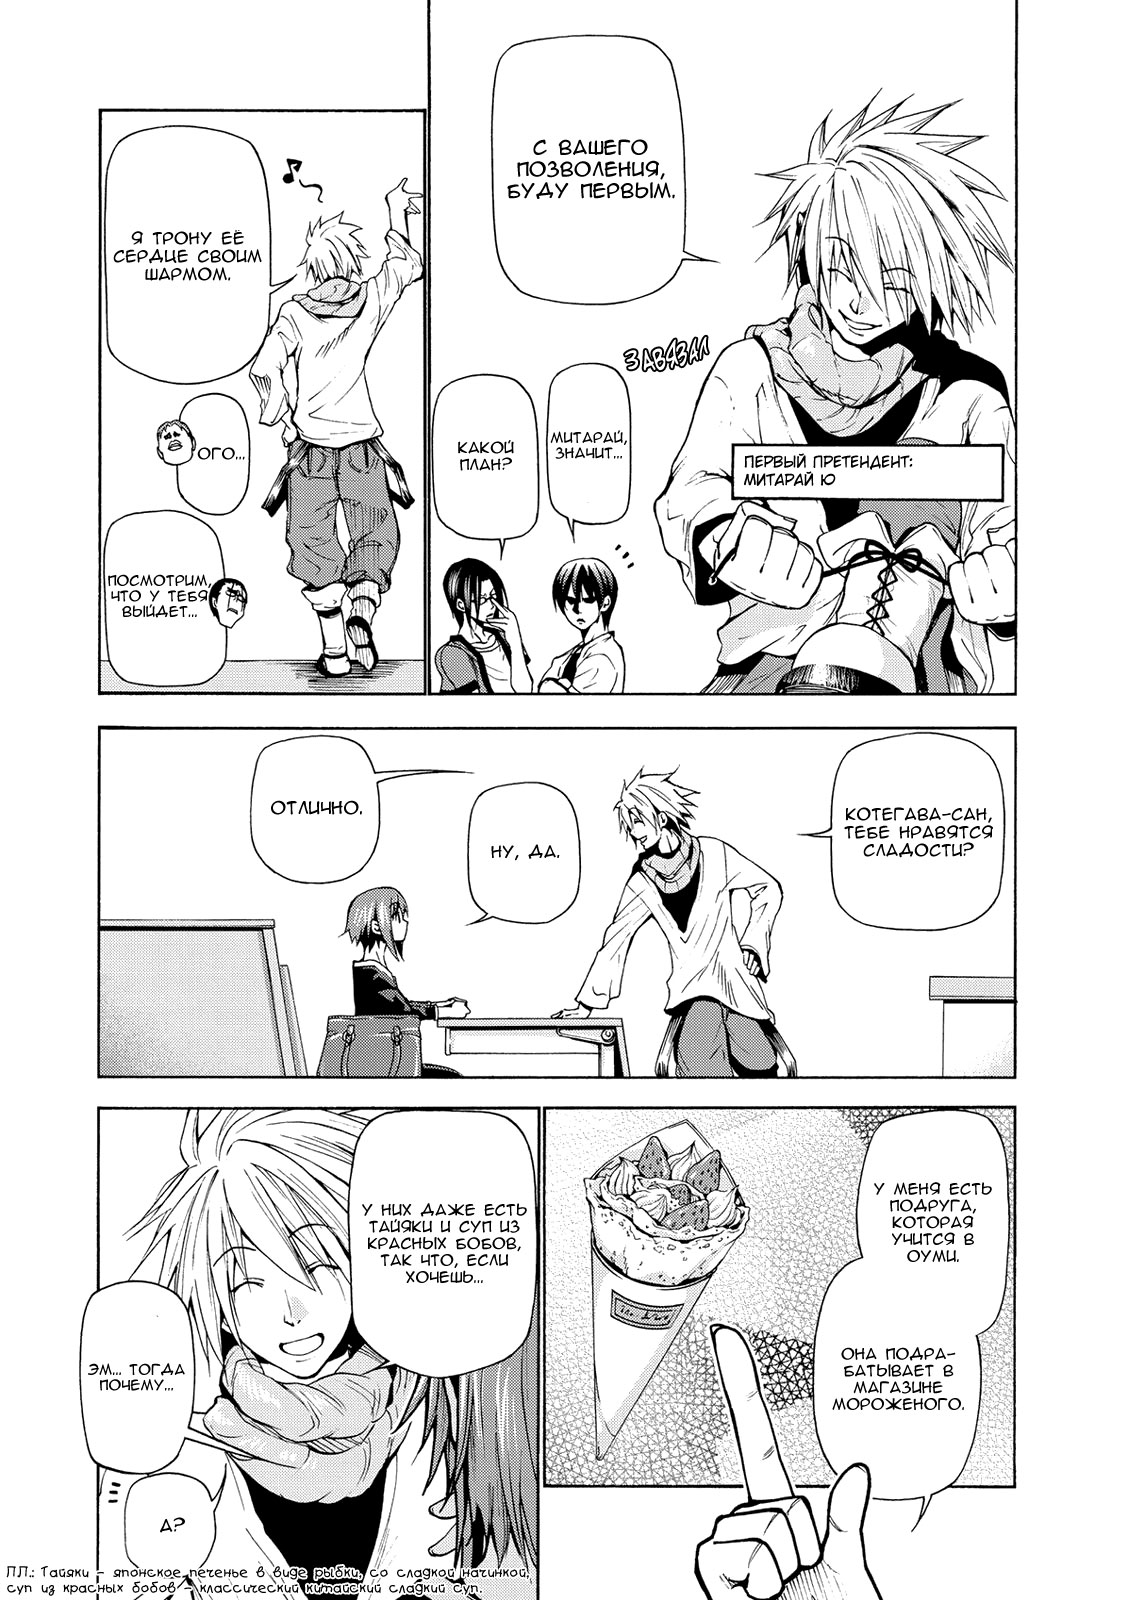 С ВАШЕГО
ПОЗВОЛЕНИЯ,
БУДУ ПЕРВЫМ.
ЗАВЯЗАЛ
ПЕРВЫЙ ПРЕТЕНДЕНТ:
МИТАРАЙ Ю
МИТАРАЙ,
ЗНАЧИТ...
КАКОЙ
ПЛАН?
Я ТРОНУ ЕЁ
СЕРДЦЕ СВОИМ
ШАРМОМ.
ОГО...
ПОСМОТРИМ,
ЧТО У ТЕБЯ
ВЫЙДЕТ...
КОТЕГАВА-САН,
ТЕБЕ НРАВЯТСЯ
СЛАДОСТИ?
НУ, ДА.
ОТЛИЧНО.
У МЕНЯ ЕСТЬ
ПОДРУГА,
КОТОРАЯ
УЧИТСЯ В
ОУМИ.
ОНА ПОДРА-
БАТЫВАЕТ В
МАГАЗИНЕ
МОРОЖЕНОГО.
У НИХ ДАЖЕ ЕСТЬ
ТАЙЯКИ И СУП ИЗ
КРАСНЫХ БОБОВ,
ТАК ЧТО, ЕСЛИ
ХОЧЕШЬ...
ЭМ... ТОГДА
ПОЧЕМУ...
А?
П.П.: Тайяки - японское печенье в виде рыбки, со сладкой начинкой,
суп из красных бобов - классический китайский сладкий суп.